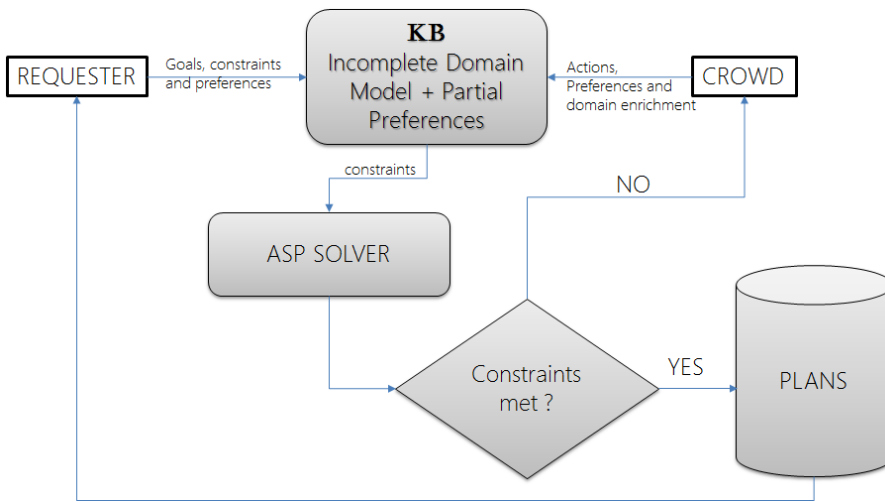 KB
Incomplete Domain
Model + Partial
Preferences
REQUESTER
Goals, constraints
and preferences
Actions,
Preferences and
domain enrichment
CROWD
constraints
NO
ASP SOLVER
Constraints
met ?
YES
PLANS